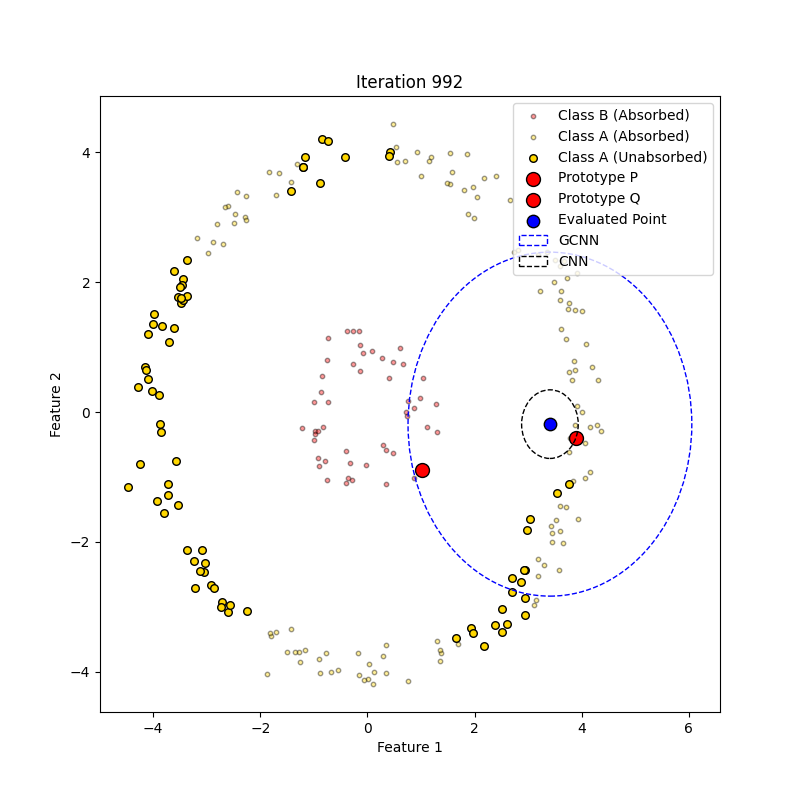 Iteration 992
Class B (Absorbed)
Class A (Absorbed)
Class A (Unabsorbed)
Prototype P
Prototype Q
Evaluated Point
GCNN
CNN
4
2
0
−2
−4
Feature 2
−4
−2
0
2
4
6
Feature 1